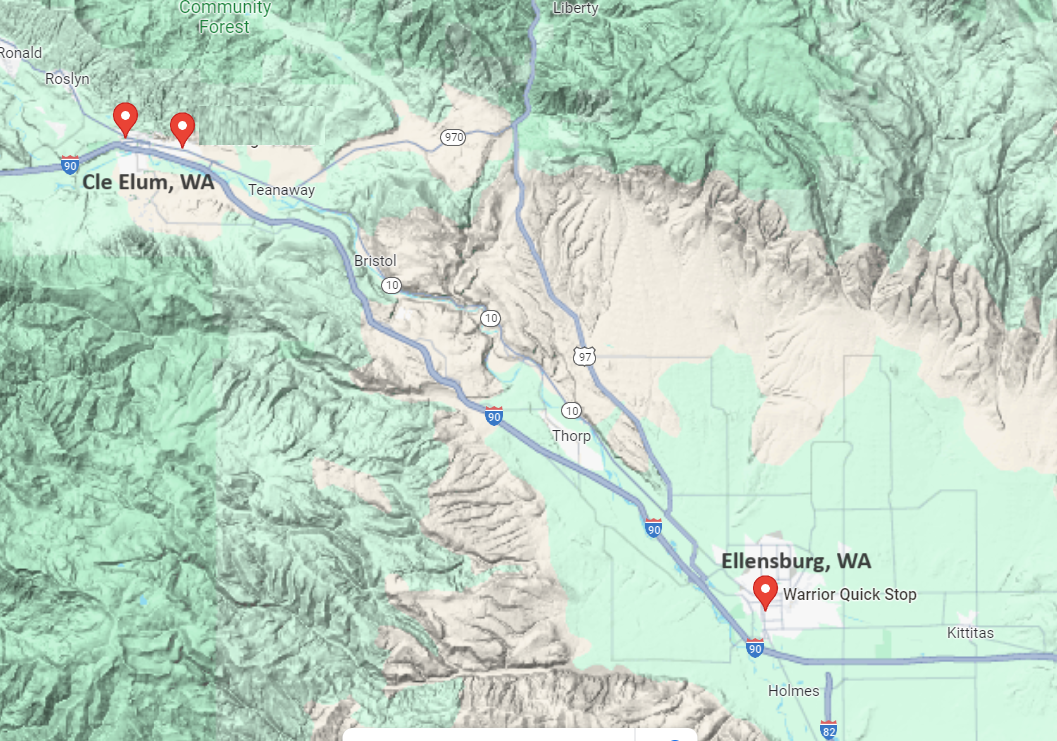 Community
Forest
Liberty
Ronald
Roslyn
970
90
Cle Elum, WA
Teanaway
Bristol
10
10
97
10
90
Thorp
90
Ellensburg, WA
Warrior Quick Stop
Kittitas
90
Holmes
82